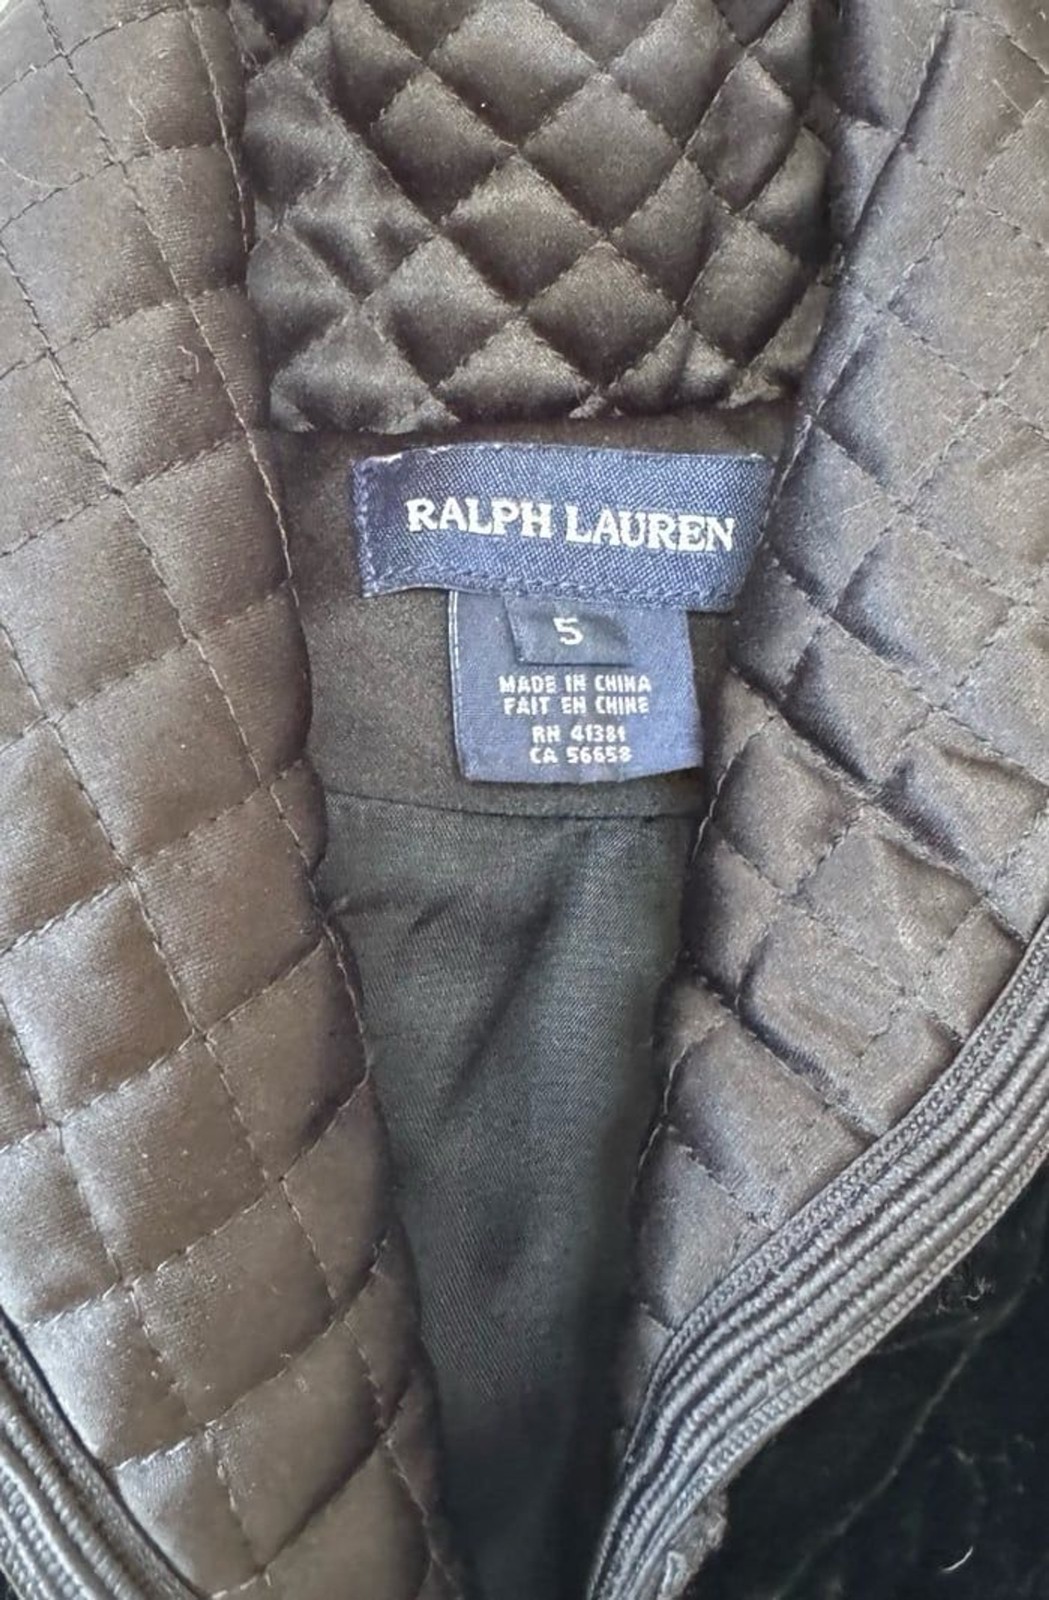 RALPH LAUREN
5
MADE IN CHINA
FAIT EN CHINE
RN 41381
CA 56658